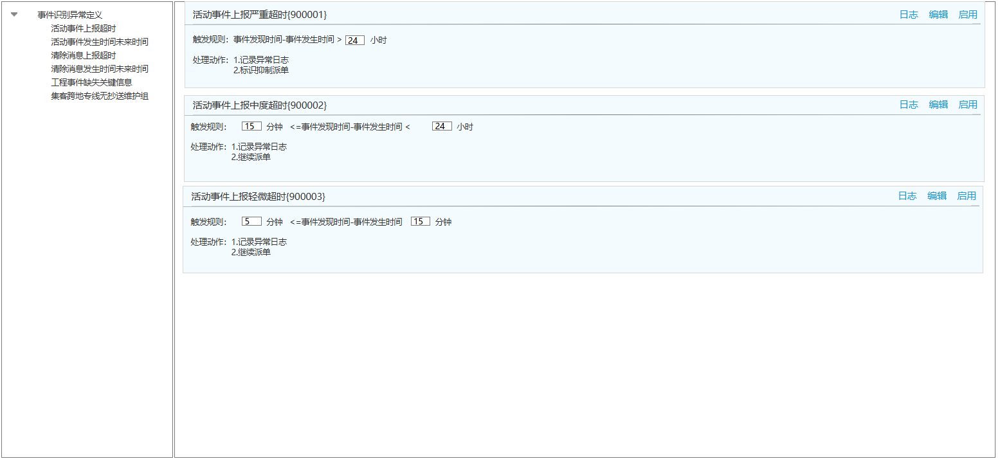 事件识别异常定义
活动事件上报超时
活动事件发生时间未来时间
清除消息上报超时
清除消息发生时间未来时间
工程事件缺失关键信息
集客跨地专线无抄送维护组
活动事件上报严重超时{900001} 日志 编辑 启用
触发规则: 事件发现时间-事件发生时间 > 24 小时
处理动作: 1.记录异常日志
2.标识抑制派单
活动事件上报中度超时{900002} 日志 编辑 启用
触发规则: 15 分钟 <=事件发现时间-事件发生时间 < 24 小时
处理动作: 1.记录异常日志
2.继续派单
活动事件上报轻微超时{900003} 日志 编辑 启用
触发规则: 5 分钟 <=事件发现时间-事件发生时间 15 分钟
处理动作: 1.记录异常日志
2.继续派单